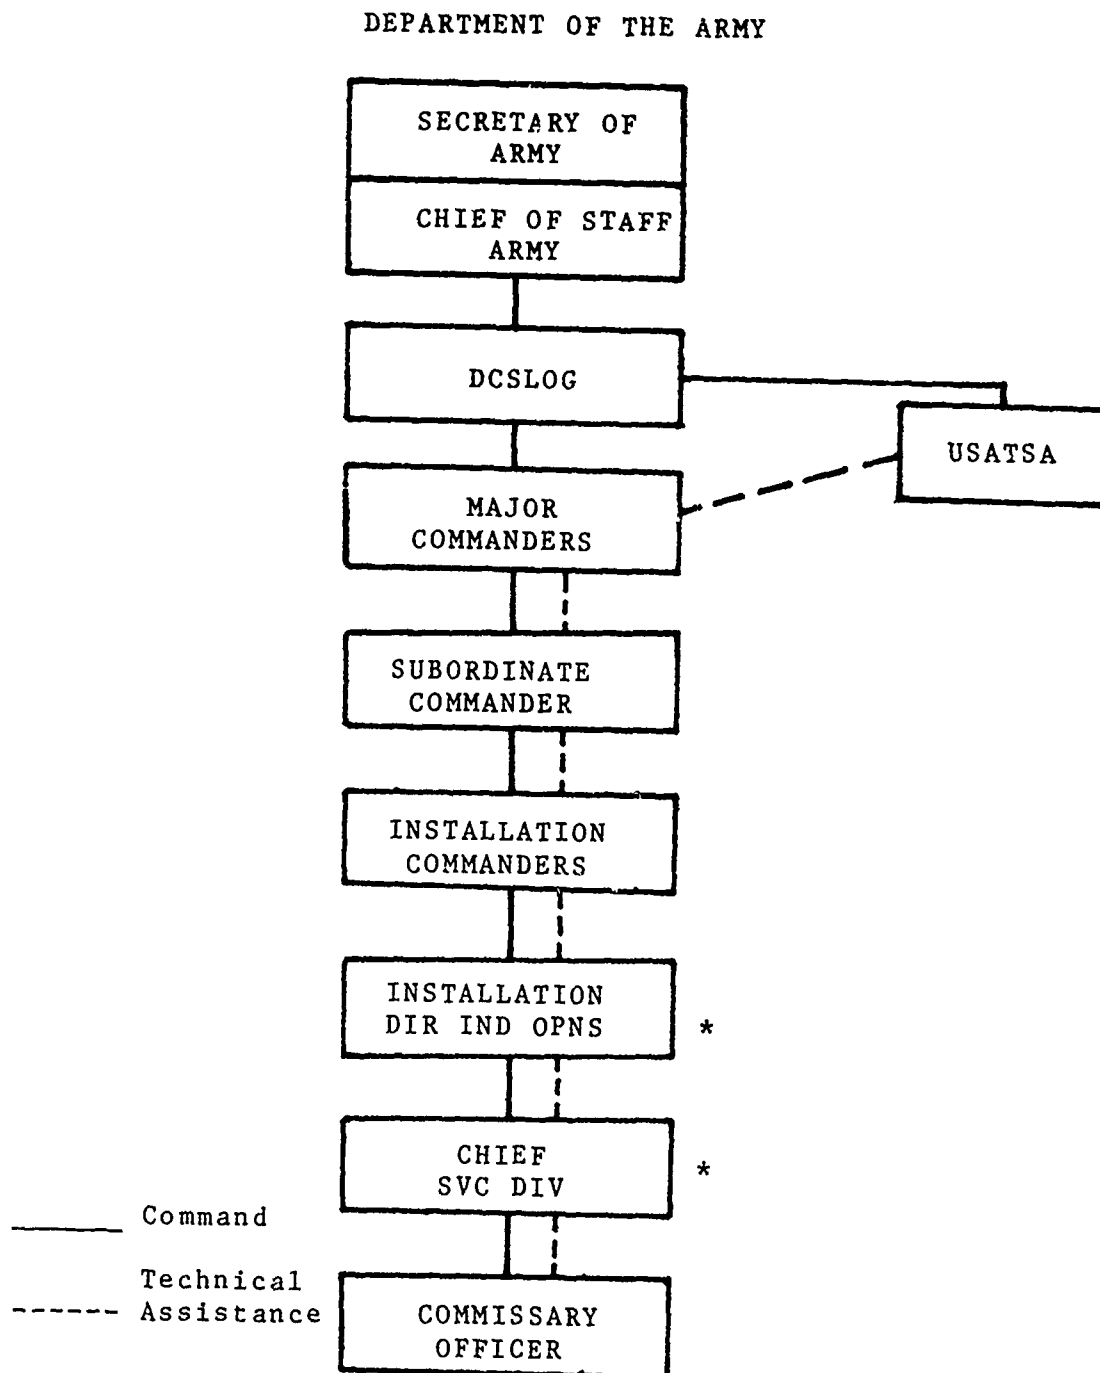 DEPARTMENT OF THE ARMY
SECRETARY OF
ARMY
CHIEF OF STAFF
ARMY
DCSLOG
USATSA
MAJOR
COMMANDERS
SUBORDINATE
COMMANDER
INSTALLATION
COMMANDERS
INSTALLATION
DIR IND OPNS *
CHIEF
SVC DIV *
Command
Technical
Assistance
COMMISSARY
OFFICER